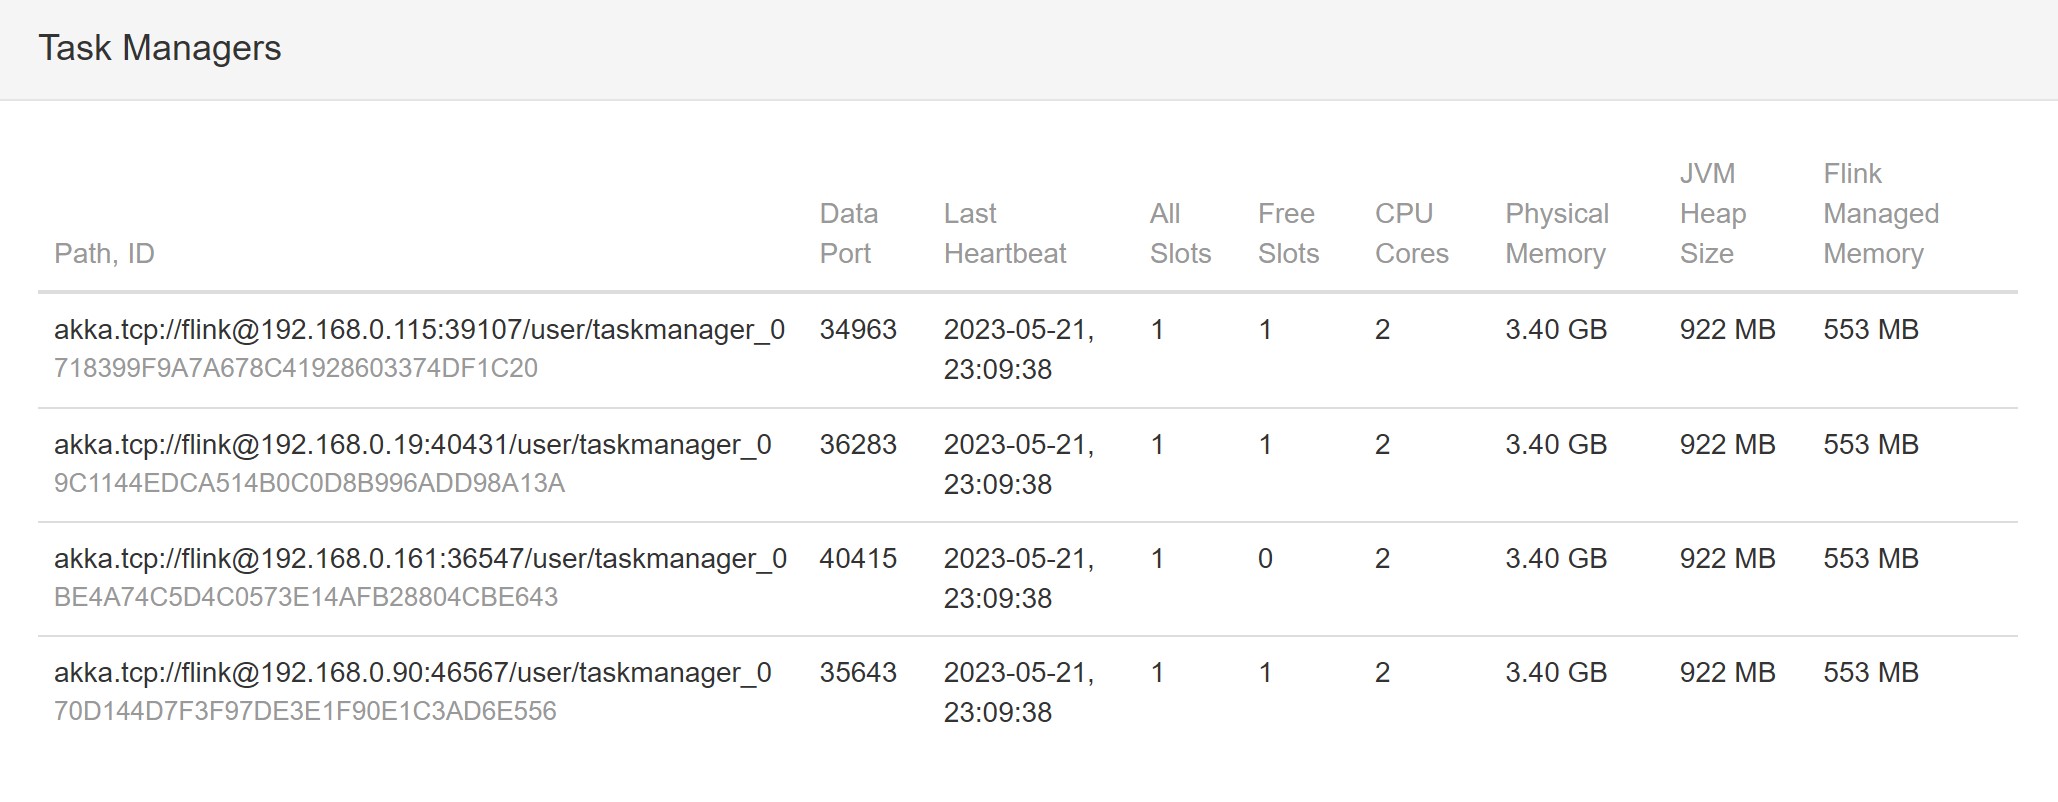 Task Managers
Path, ID Data Port Last Heartbeat All Slots Free Slots CPU Cores Physical Memory JVM Heap Size Flink Managed Memory
akka.tcp://flink@192.168.0.115:39107/user/taskmanager_0 34963 2023-05-21, 1 1 2 3.40 GB 922 MB 553 MB
718399F9A7A678C41928603374DF1C20 23:09:38
akka.tcp://flink@192.168.0.19:40431/user/taskmanager_0 36283 2023-05-21, 1 1 2 3.40 GB 922 MB 553 MB
9C1144EDCA514B0C0D8B996ADD98A13A 23:09:38
akka.tcp://flink@192.168.0.161:36547/user/taskmanager_0 40415 2023-05-21, 1 0 2 3.40 GB 922 MB 553 MB
BE4A74C5D4C0573E14AFB28804CBE643 23:09:38
akka.tcp://flink@192.168.0.90:46567/user/taskmanager_0 35643 2023-05-21, 1 1 2 3.40 GB 922 MB 553 MB
70D144D7F3F97DE3E1F90E1C3AD6E556 23:09:38